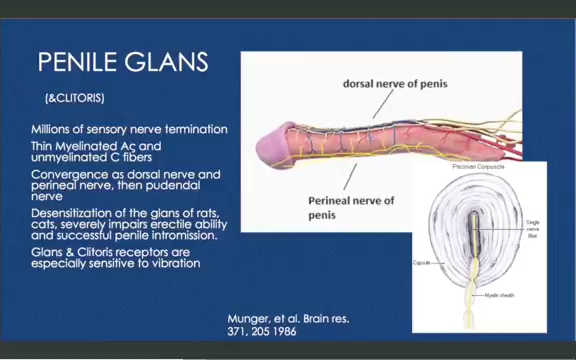 PENILE GLANS
(&CLITORIS)
Millions of sensory nerve termination
Thin Myelinated Aç and
unmyelinated C fibers
Convergence as dorsal nerve and
perineal nerve, then pudendal
nerve
Desensitization of the glans of rats,
cats, severely impairs erectile ability
and successful penile intromission.
Glans & Clitoris receptors are
especially sensitive to vibration
dorsal nerve of penis
Perineal nerve of
penis
Pacinian Corpuscle
Single
nerve
fiber
Capsule
Myelin sheath
Munger, et al. Brain res.
371, 205 1986